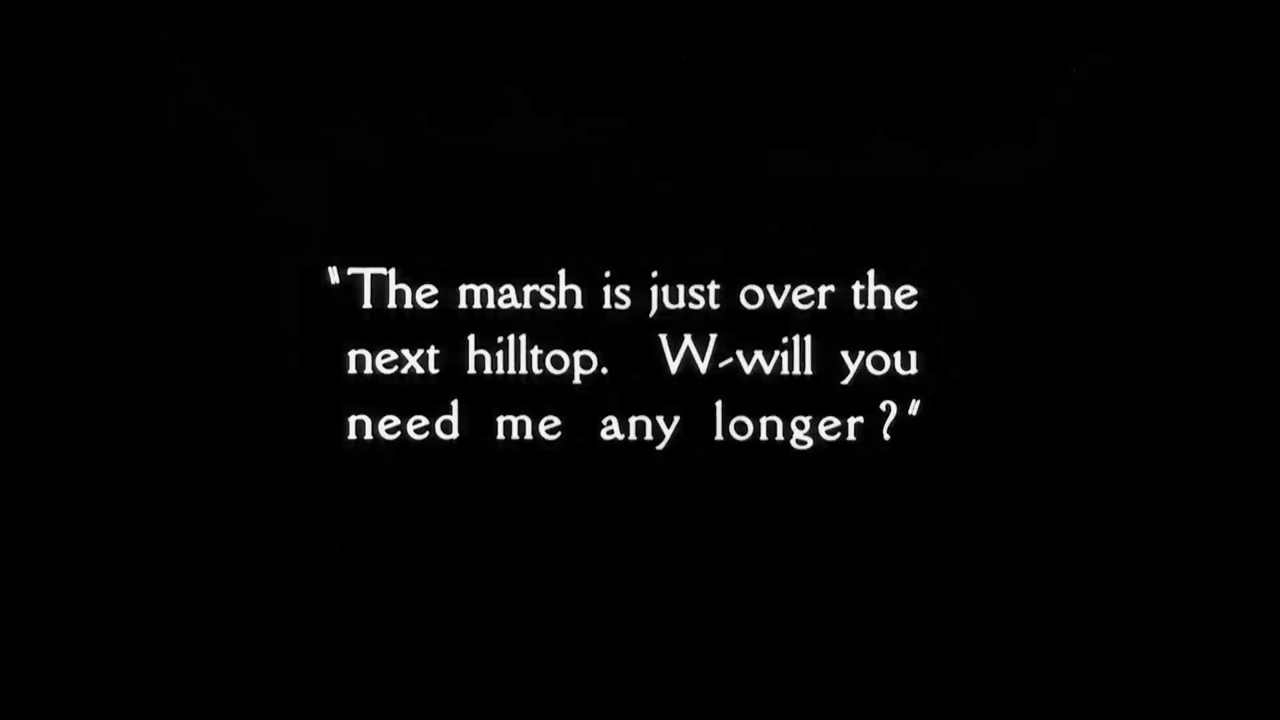 "The marsh is just over the
next hilltop. W-will you
need me any longer?"